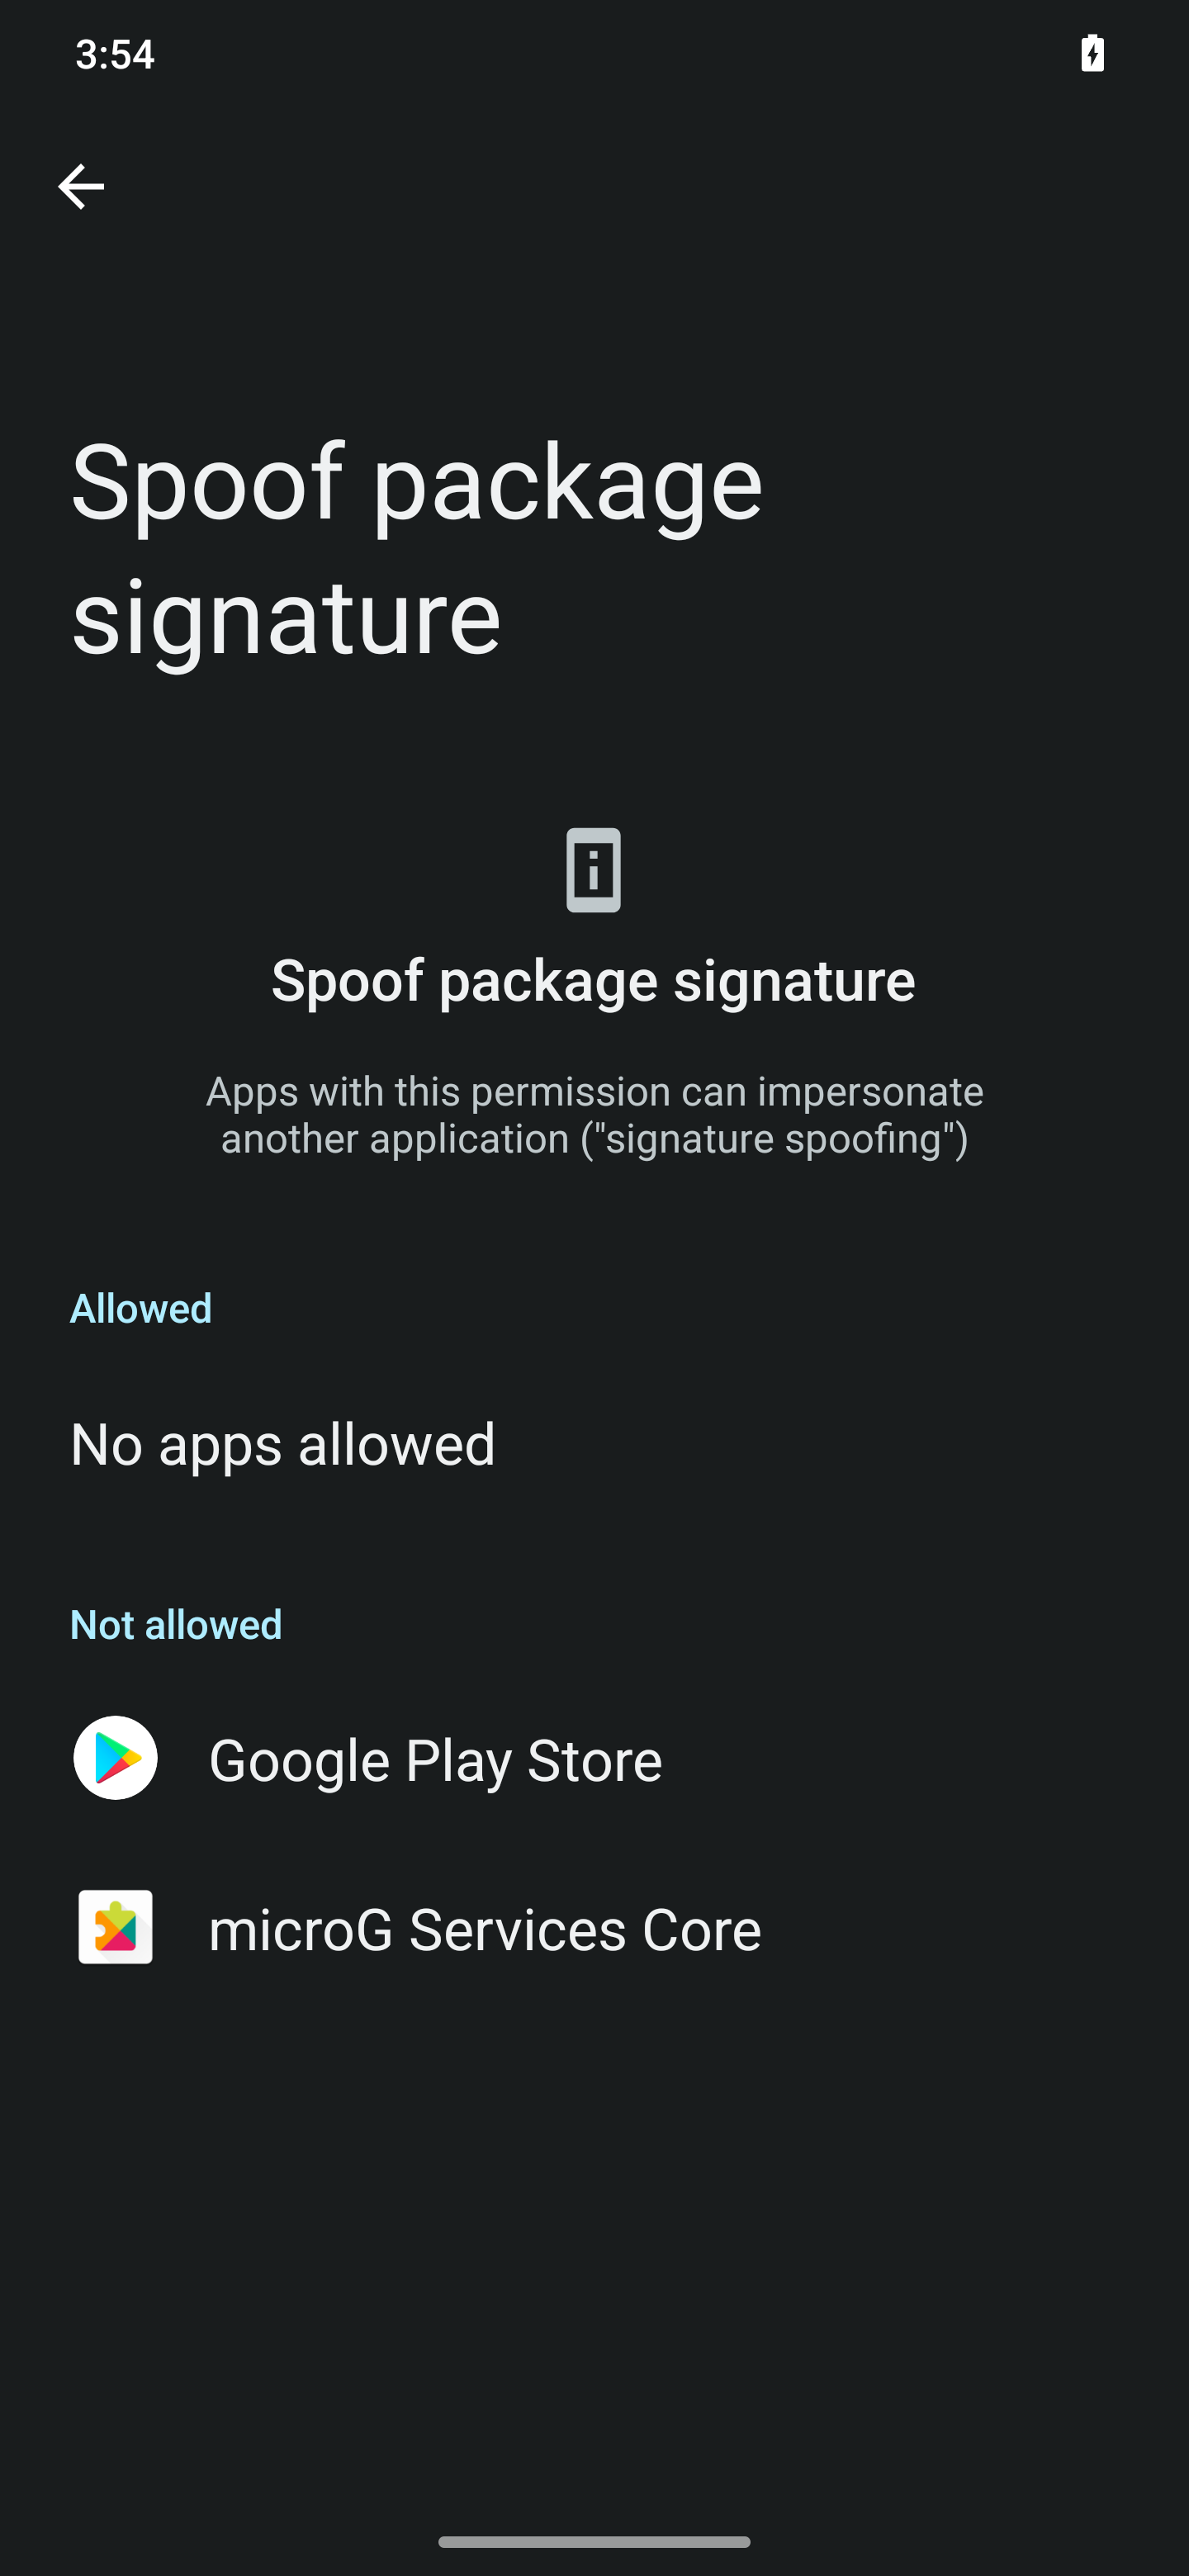 3:54
Spoof package
signature
Spoof package signature
Apps with this permission can impersonate
another application ("signature spoofing")
Allowed
No apps allowed
Not allowed
Google Play Store
microG Services Core